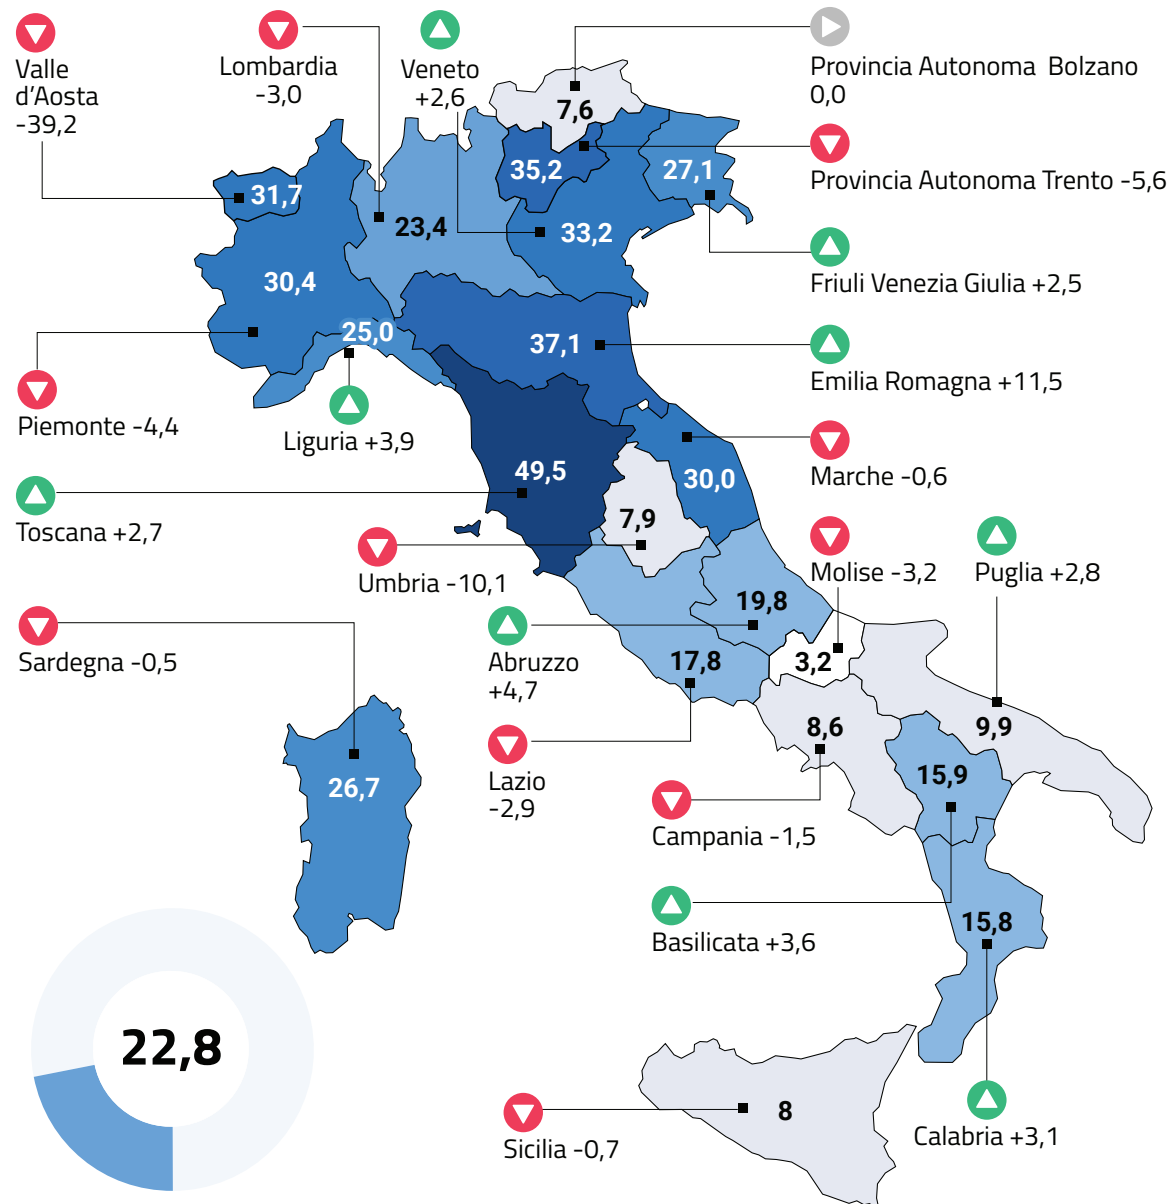 Valle
d’Aosta
-39,2
Lombardia
-3,0
Veneto
+2,6
Provincia Autonoma Bolzano
0,0
7,6
Provincia Autonoma Trento -5,6
35,2
27,1
31,7
23,4
33,2
Friuli Venezia Giulia +2,5
30,4
25,0
37,1
Emilia Romagna +11,5
Piemonte -4,4
Liguria +3,9
49,5
30,0
Marche -0,6
Toscana +2,7
7,9
Umbria -10,1
Molise -3,2
Puglia +2,8
19,8
Sardegna -0,5
Abruzzo
+4,7
17,8
3,2
8,6
9,9
Lazio
-2,9
26,7
15,9
Campania -1,5
Basilicata +3,6
15,8
22,8
8
Sicilia -0,7
Calabria +3,1